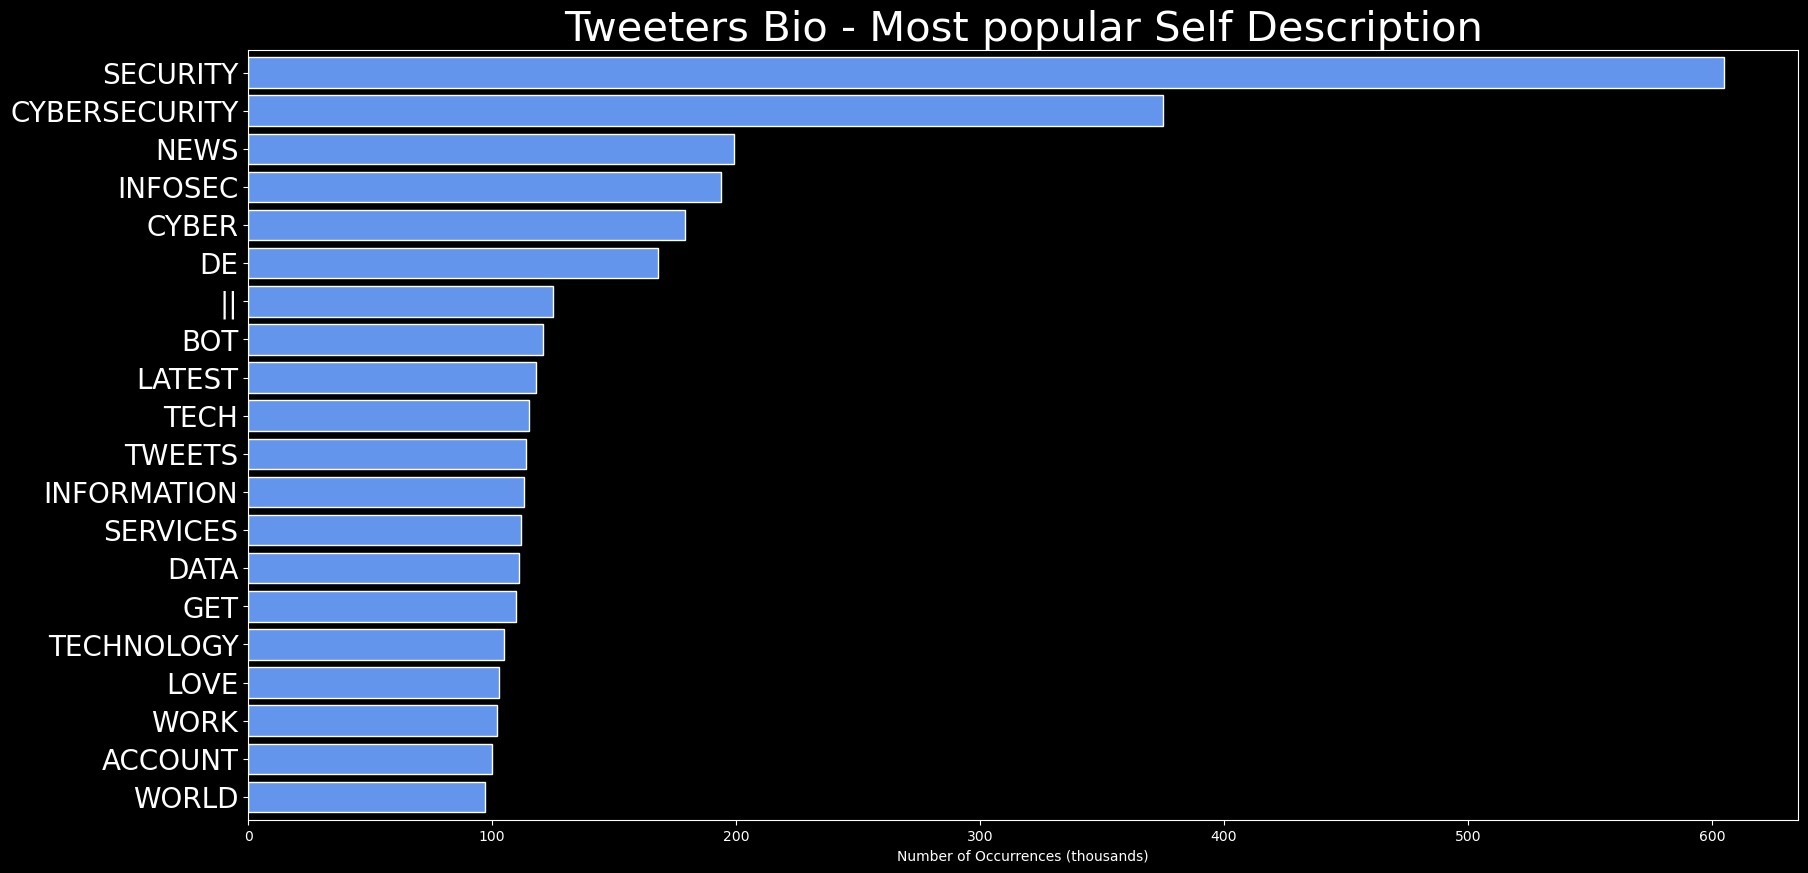 Tweeters Bio - Most popular Self Description
SECURITY
CYBERSECURITY
NEWS
INFOSEC
CYBER
DE
||
BOT
LATEST
TECH
TWEETS
INFORMATION
SERVICES
DATA
GET
TECHNOLOGY
LOVE
WORK
ACCOUNT
WORLD
0 100 200 300 400 500 600
Number of Occurrences (thousands)